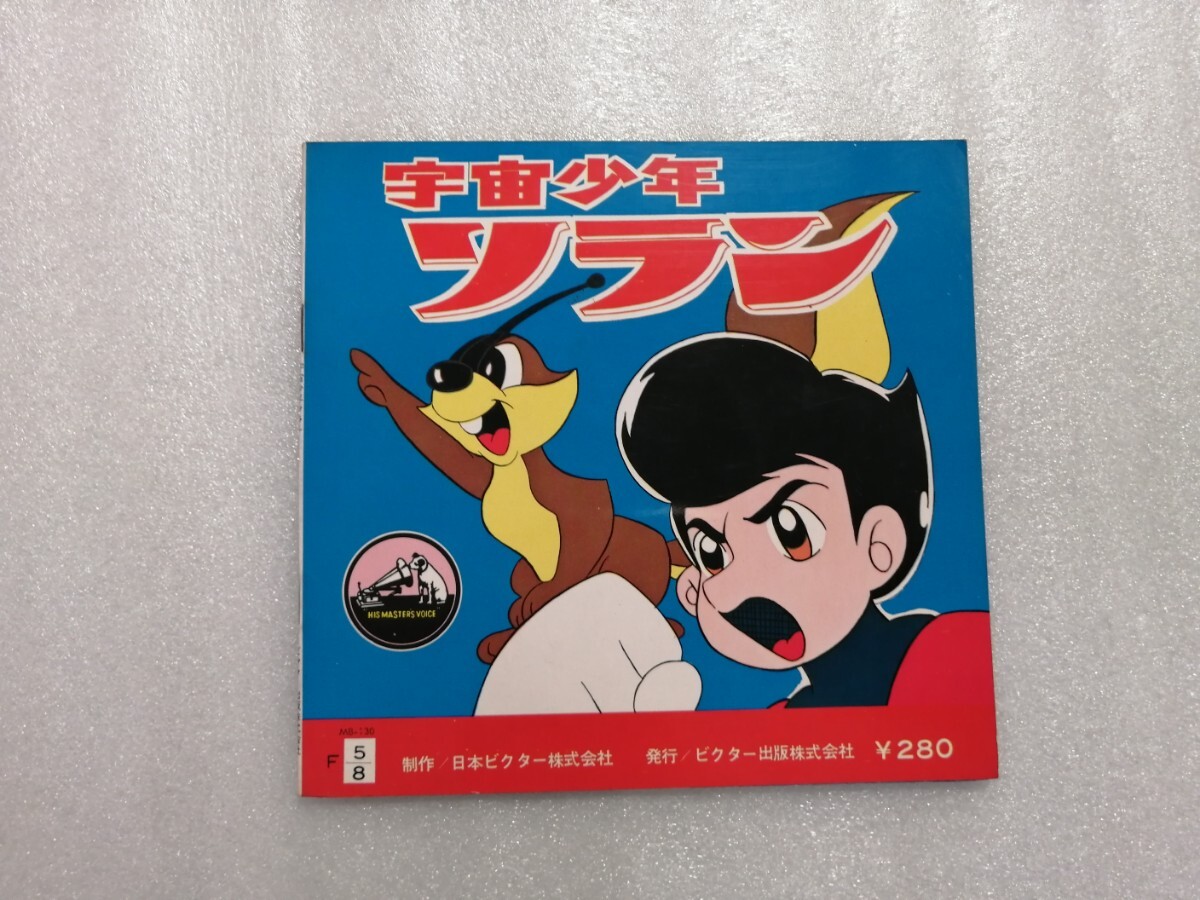 宇宙少年
ソラン
HIS MASTERS VOICE
MB-130
F 5/8
制作/日本ビクター株式会社 発行/ビクター出版株式会社 ¥280